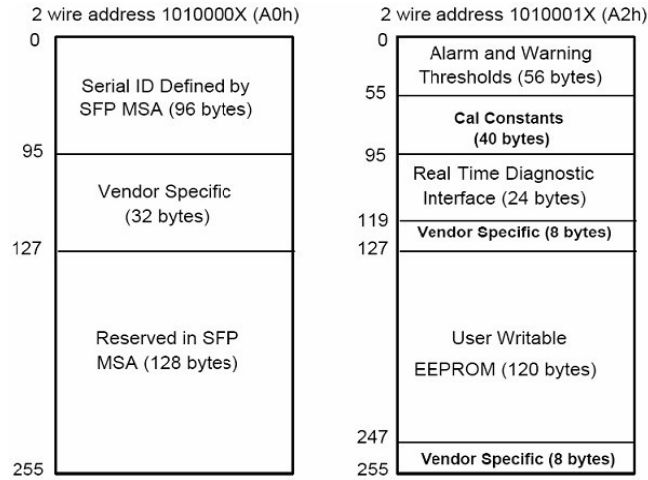 2 wire address 1010000X (A0h)
0
Serial ID Defined by
SFP MSA (96 bytes)
95
Vendor Specific
(32 bytes)
127
Reserved in SFP
MSA (128 bytes)
255
2 wire address 1010001X (A2h)
0
Alarm and Warning
Thresholds (56 bytes)
55
Cal Constants
(40 bytes)
95
Real Time Diagnostic
Interface (24 bytes)
119
Vendor Specific (8 bytes)
127
User Writable
EEPROM (120 bytes)
247
Vendor Specific (8 bytes)
255